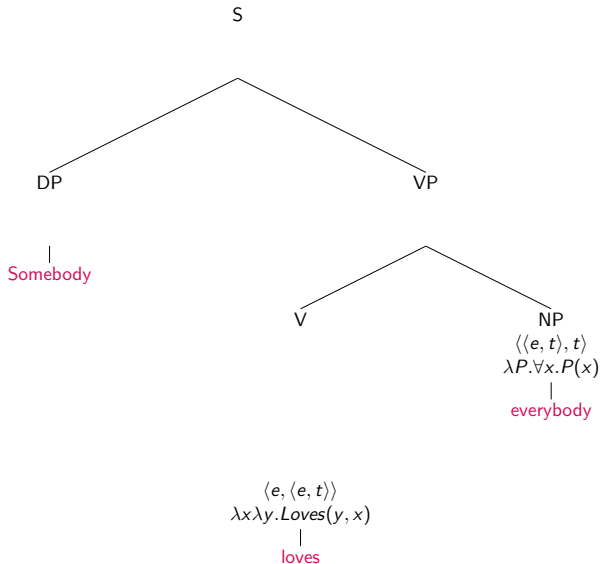 S
DP
VP
Somebody
V
NP
⟨⟨e, t⟩, t⟩
λP.∀x.P(x)
everybody
⟨e, ⟨e, t⟩⟩
λxλy.Loves(y, x)
loves